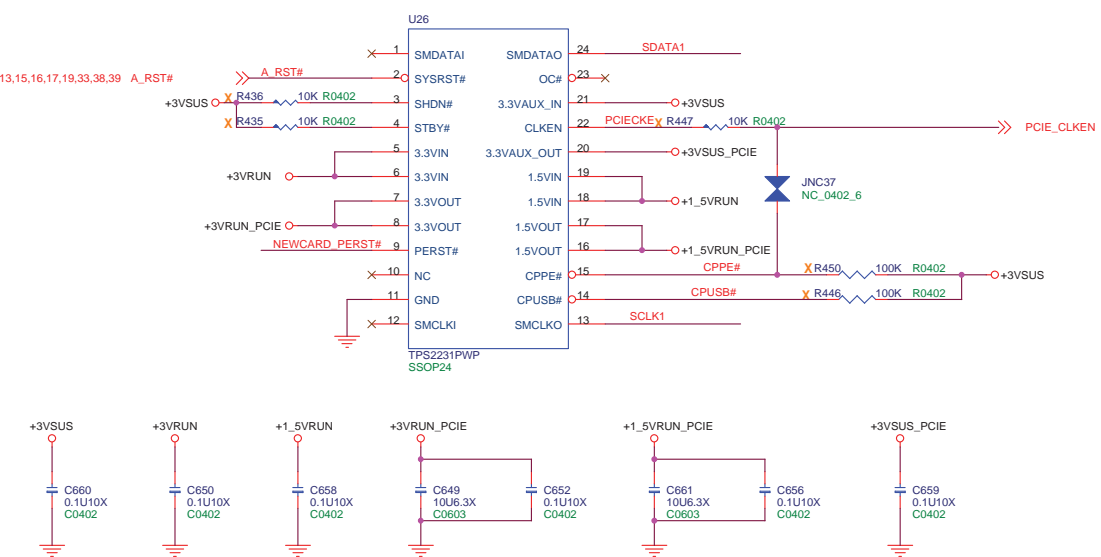 U26
1 SMDATAI SMDATAO 24 SDATA1
13,15,16,17,19,33,38,39 A_RST# A_RST# 2 SYSRST# OC# 23
+3VSUS X R436 10K R0402 3 SHDN# 3.3VAUX_IN 21 +3VSUS
X R435 10K R0402 4 STBY# CLKEN 22 PCIECKE X R447 10K R0402 PCIE_CLKEN
5 3.3VIN 3.3VAUX_OUT 20 +3VSUS_PCIE
+3VRUN 6 3.3VIN 1.5VIN 19
JNC37
NC_0402_6
7 3.3VOUT 1.5VIN 18 +1_5VRUN
+3VRUN_PCIE 8 3.3VOUT 1.5VOUT 17
NEWCARD_PERST# 9 PERST# 1.5VOUT 16 +1_5VRUN_PCIE
10 NC CPPE# 15 CPPE# X R450 100K R0402 +3VSUS
11 GND CPUSB# 14 CPUSB# X R446 100K R0402
12 SMCLKI SMCLKO 13 SCLK1
TPS2231PWP
SSOP24
+3VSUS +3VRUN +1_5VRUN +3VRUN_PCIE +1_5VRUN_PCIE +3VSUS_PCIE
C660 C650 C658 C649 C652 C661 C656 C659
0.1U10X 0.1U10X 0.1U10X 10U6.3X 0.1U10X 10U6.3X 0.1U10X 0.1U10X
C0402 C0402 C0402 C0603 C0402 C0603 C0402 C0402